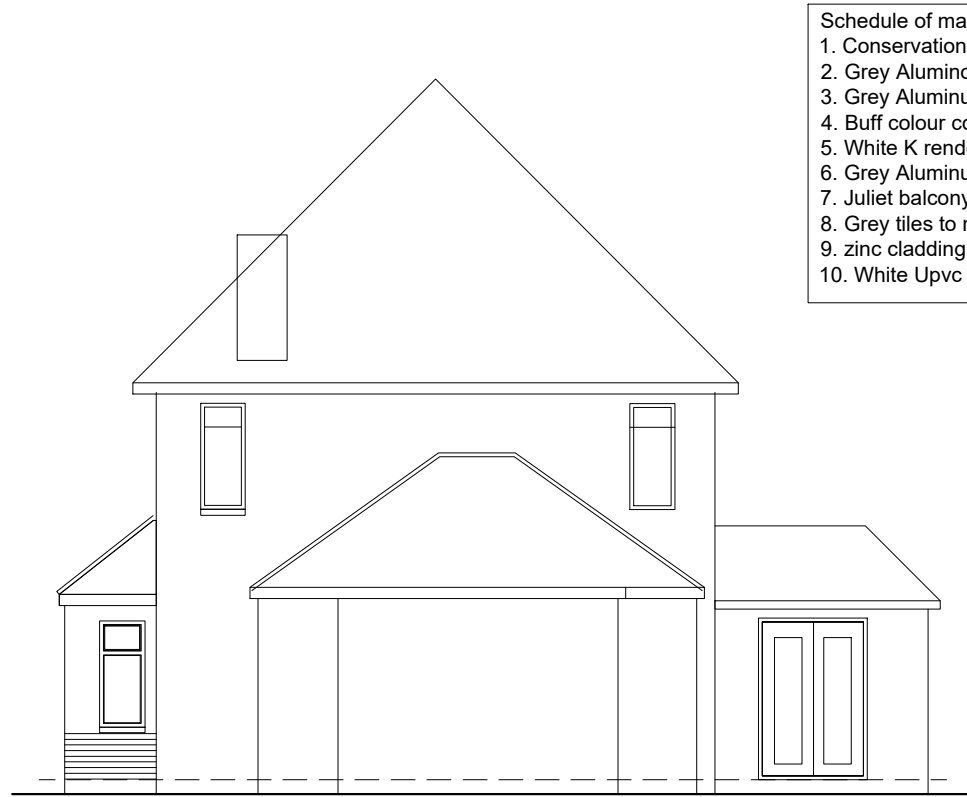 Schedule of ma
1. Conservation
2. Grey Alumino
3. Grey Aluminu
4. Buff colour co
5. White K rend
6. Grey Aluminu
7. Juliet balcony
8. Grey tiles to
9. zinc cladding
10. White Upvc